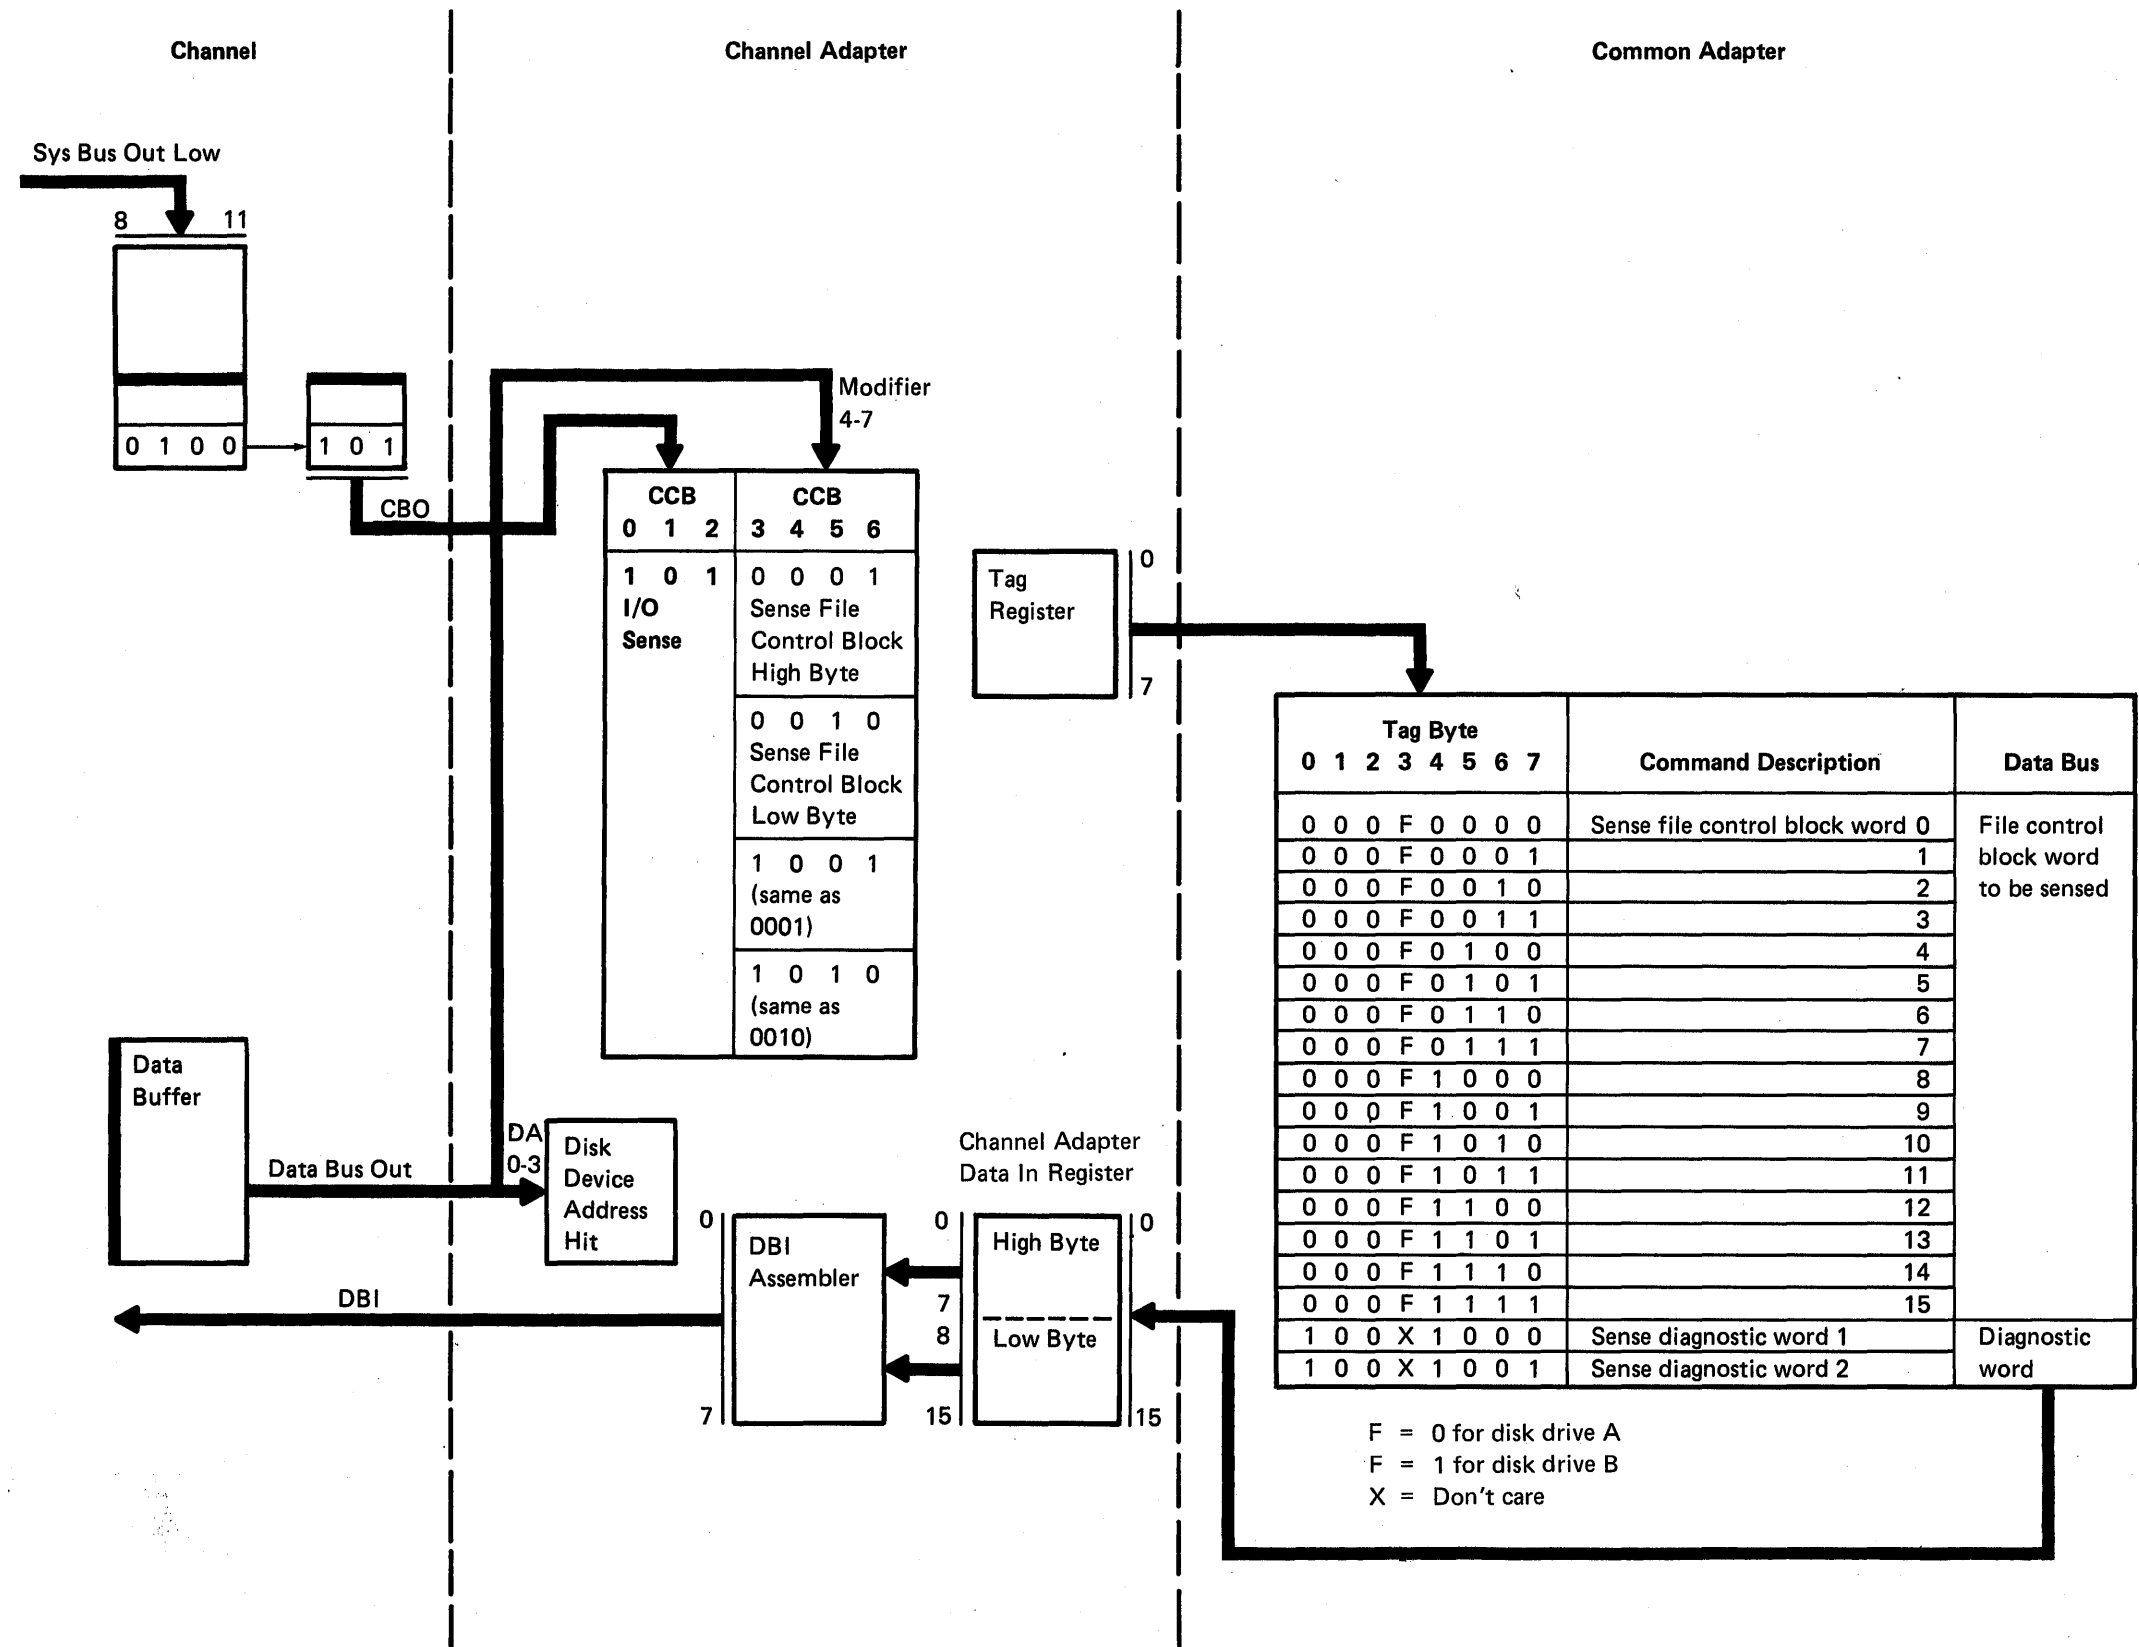 Channel
Channel Adapter
Common Adapter
Sys Bus Out Low
8 11
0 1 0 0
1 0 1
CBO
Modifier
4-7
CCB CCB
0 1 2 3 4 5 6
1 0 1
I/O
Sense
0 0 0 1
Sense File
Control Block
High Byte
0 0 1 0
Sense File
Control Block
Low Byte
1 0 0 1
(same as
0001)
1 0 1 0
(same as
0010)
Tag
Register
0
7
Data
Buffer
Data Bus Out
DA
0-3
Disk
Device
Address
Hit
DBI
0
7
DBI
Assembler
Channel Adapter
Data In Register
0
7
8
15
High Byte
Low Byte
0
15
Tag Byte
0 1 2 3 4 5 6 7 Command Description Data Bus
0 0 0 F 0 0 0 0 Sense file control block word 0 File control
0 0 0 F 0 0 0 1 1 block word
0 0 0 F 0 0 1 0 2 to be sensed
0 0 0 F 0 0 1 1 3
0 0 0 F 0 1 0 0 4
0 0 0 F 0 1 0 1 5
0 0 0 F 0 1 1 0 6
0 0 0 F 0 1 1 1 7
0 0 0 F 1 0 0 0 8
0 0 0 F 1 0 0 1 9
0 0 0 F 1 0 1 0 10
0 0 0 F 1 0 1 1 11
0 0 0 F 1 1 0 0 12
0 0 0 F 1 1 0 1 13
0 0 0 F 1 1 1 0 14
0 0 0 F 1 1 1 1 15
1 0 0 X 1 0 0 0 Sense diagnostic word 1 Diagnostic
1 0 0 X 1 0 0 1 Sense diagnostic word 2 word
F = 0 for disk drive A
F = 1 for disk drive B
X = Don't care